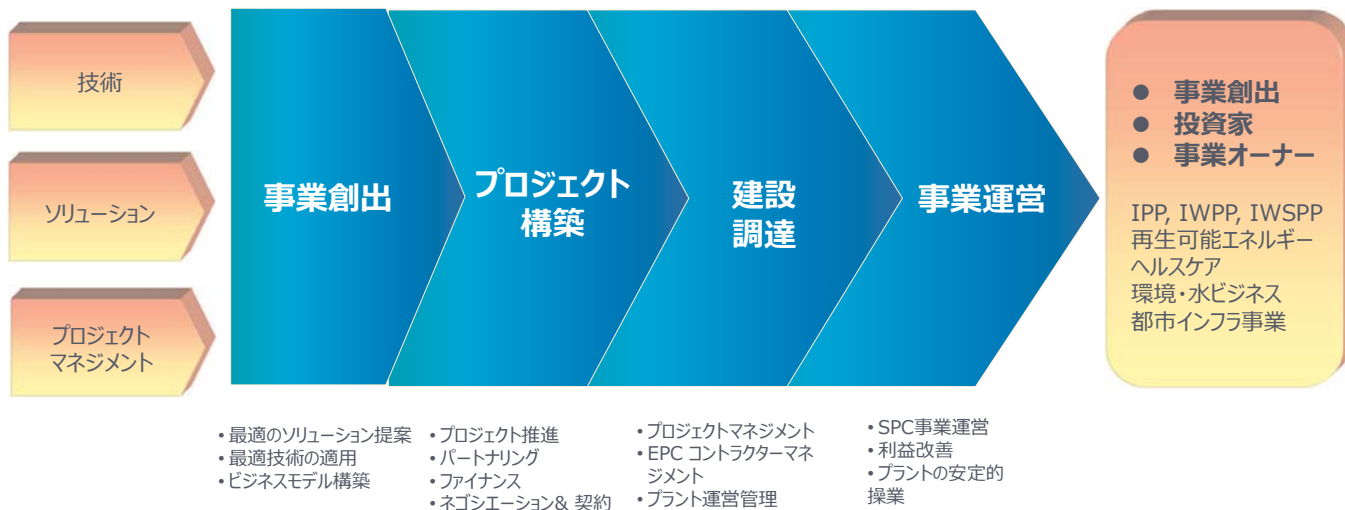 技術
ソリューション
プロジェクト
マネジメント
事業創出
プロジェクト
構築
建設
調達
事業運営
● 事業創出
● 投資家
● 事業オーナー
IPP, IWPP, IWSPP
再生可能エネルギー
ヘルスケア
環境・水ビジネス
都市インフラ事業
•最適のソリューション提案
•最適技術の適用
•ビジネスモデル構築
•プロジェクト推進
•パートナリング
•ファイナンス
•ネゴシエーション& 契約
•プロジェクトマネジメント
•EPC コントラクターマネ
ジメント
•プラント運営管理
•SPC事業運営
•利益改善
•プラントの安定的
操業